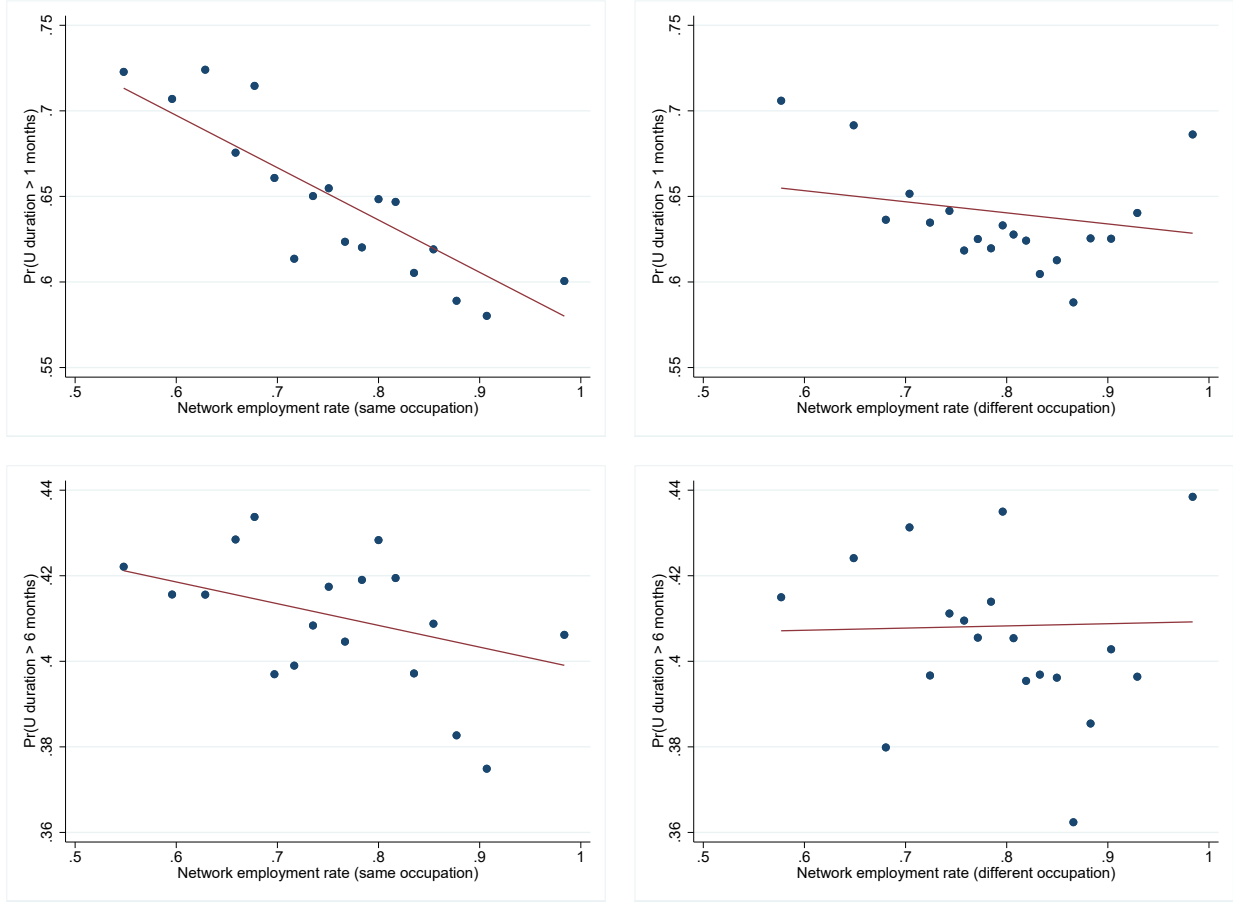 Pr(U duration > 1 months)
.75
.7
.65
.6
.55
.5 .6 .7 .8 .9 1
Network employment rate (same occupation)
Pr(U duration > 1 months)
.75
.7
.65
.6
.55
.5 .6 .7 .8 .9 1
Network employment rate (different occupation)
Pr(U duration > 6 months)
.44
.42
.4
.38
.36
.5 .6 .7 .8 .9 1
Network employment rate (same occupation)
Pr(U duration > 6 months)
.44
.42
.4
.38
.36
.5 .6 .7 .8 .9 1
Network employment rate (different occupation)